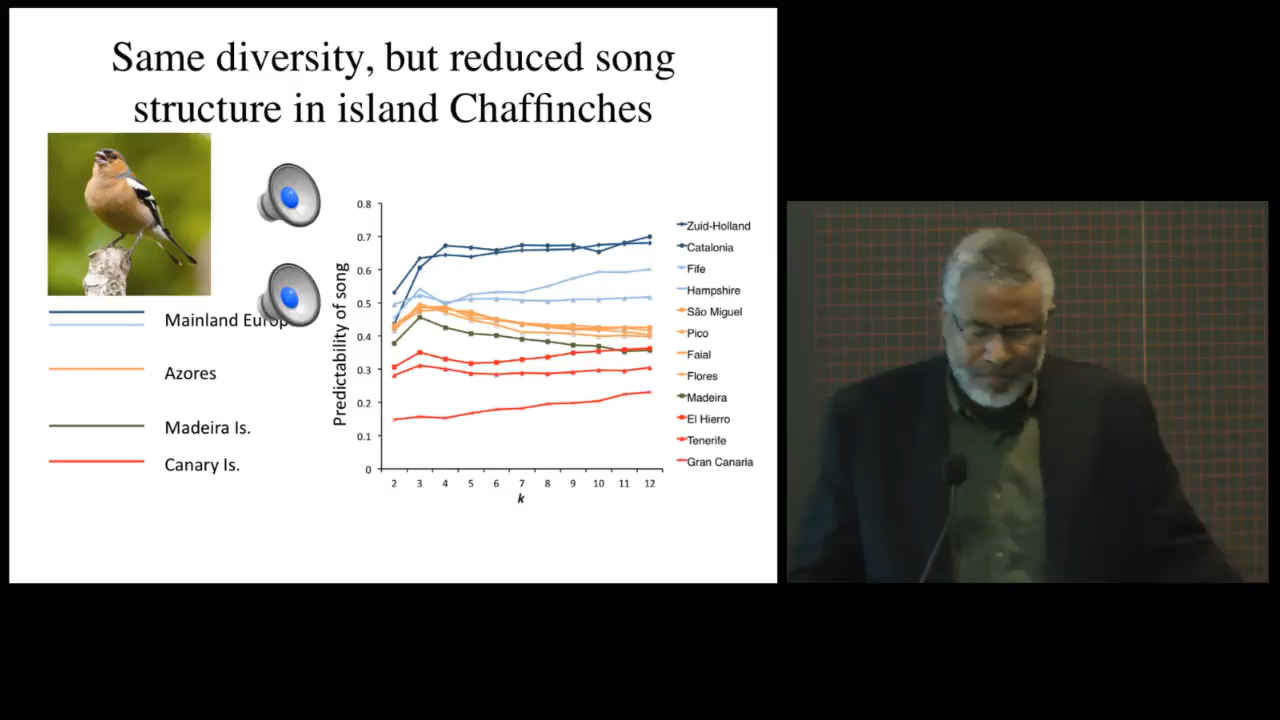 Same diversity, but reduced song
structure in island Chaffinches
Mainland Europ
Azores
Madeira Is.
Canary Is.
Predictability of song
0.8
0.7
0.6
0.5
0.4
0.3
0.2
0.1
0
2 3 4 5 6 7 8 9 10 11 12
k
Zuid-Holland
Catalonia
Fife
Hampshire
São Miguel
Pico
Faial
Flores
Madeira
El Hierro
Tenerife
Gran Canaria